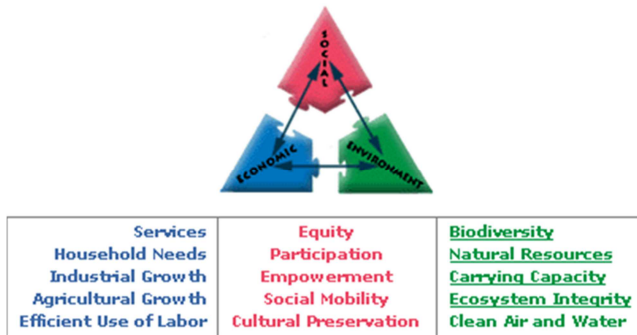 SOCIAL
ECONOMIC
ENVIRONMENT
Services
Household Needs
Industrial Growth
Agricultural Growth
Efficient Use of Labor
Equity
Participation
Empowerment
Social Mobility
Cultural Preservation
Biodiversity
Natural Resources
Carrying Capacity
Ecosystem Integrity
Clean Air and Water